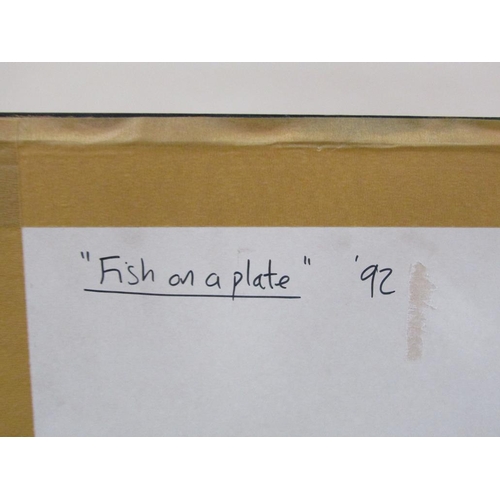 "Fish on a plate" '92